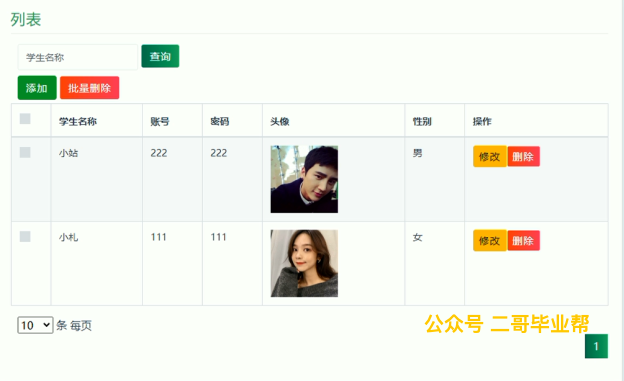 列表
学生名称 查询
添加 批量删除
学生名称 账号 密码 头像 性别 操作
小站 222 222 男 修改 删除
小札 111 111 女 修改 删除
10 条 每页
公众号 二哥毕业帮
1